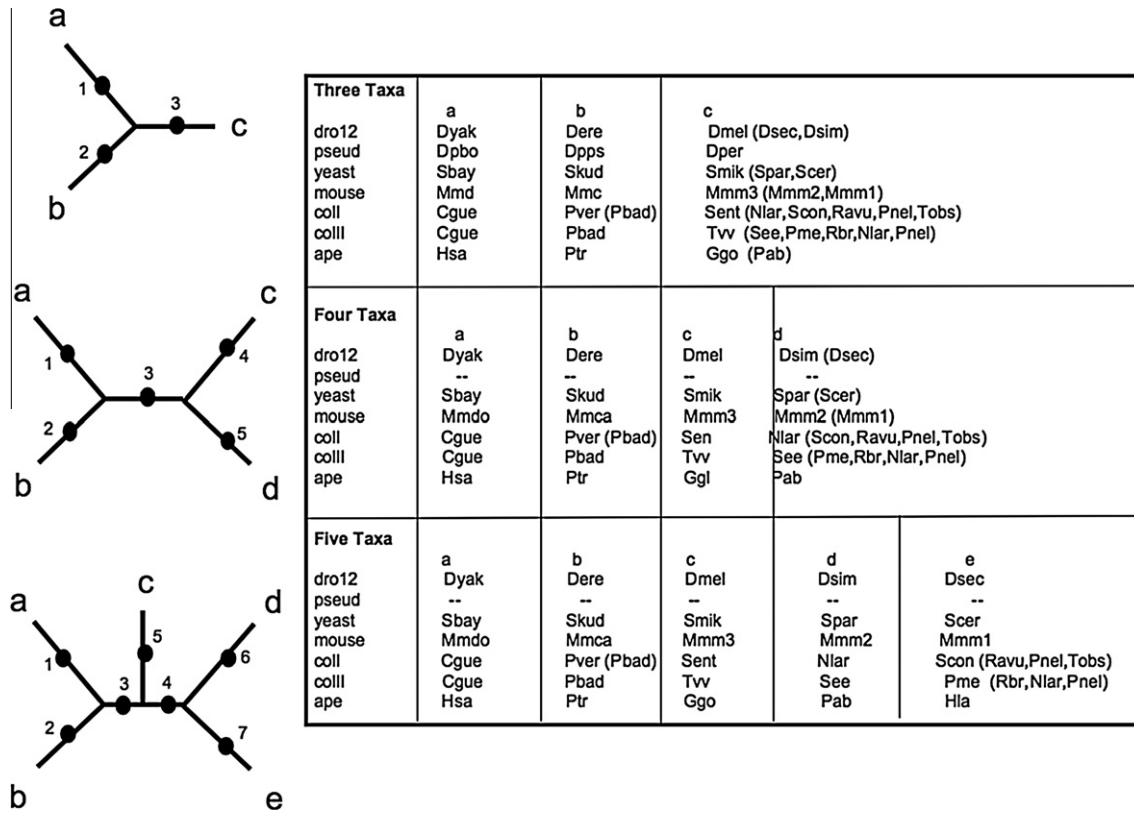 a
1
3
c
2
b
a
c
1
3
4
2
5
b
d
c
a
d
5
1
6
3
4
2
7
b
e
Three Taxa
a b c
dro12 Dyak Dere Dmel (Dsec,Dsim)
pseud Dpbo Dpps Dper
yeast Sbay Skud Smik (Spar,Scer)
mouse Mmd Mmc Mmm3 (Mmm2,Mmm1)
colI Cgue Pver (Pbad) Sent (Nlar,Scon,Ravu,Pnel,Tobs)
colII Cgue Pbad Tvv (See,Pme,Rbr,Nlar,Pnel)
ape Hsa Ptr Ggo (Pab)
Four Taxa
a b c d
dro12 Dyak Dere Dmel Dsim (Dsec)
pseud -- -- -- --
yeast Sbay Skud Smik Spar (Scer)
mouse Mmdo Mmca Mmm3 Mmm2 (Mmm1)
colI Cgue Pver (Pbad) Sen Nlar (Scon,Ravu,Pnel,Tobs)
colII Cgue Pbad Tvv See (Pme,Rbr,Nlar,Pnel)
ape Hsa Ptr Ggl Pab
Five Taxa
a b c d e
dro12 Dyak Dere Dmel Dsim Dsec
pseud -- -- -- -- --
yeast Sbay Skud Smik Spar Scer
mouse Mmdo Mmca Mmm3 Mmm2 Mmm1
colI Cgue Pver (Pbad) Sent Nlar Scon (Ravu,Pnel,Tobs)
colII Cgue Pbad Tvv See Pme (Rbr,Nlar,Pnel)
ape Hsa Ptr Ggo Pab Hla